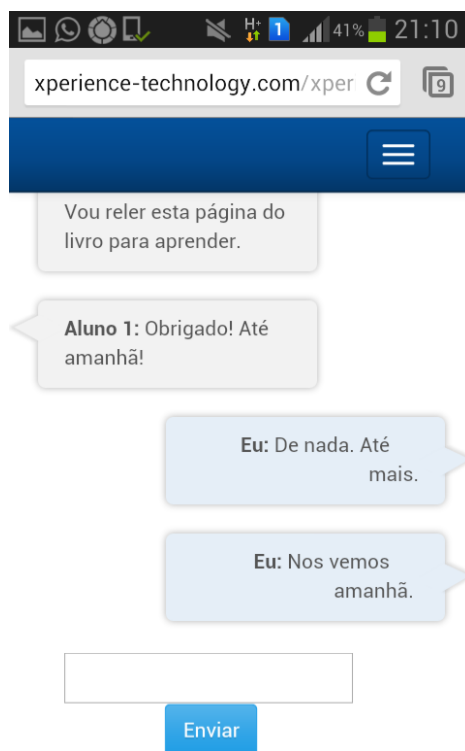 1
41%
21:10
xperience-technology.com/xper
9
Vou reler esta página do
livro para aprender.
Aluno 1: Obrigado! Até
amanhã!
Eu: De nada. Até
mais.
Eu: Nos vemos
amanhã.
Enviar